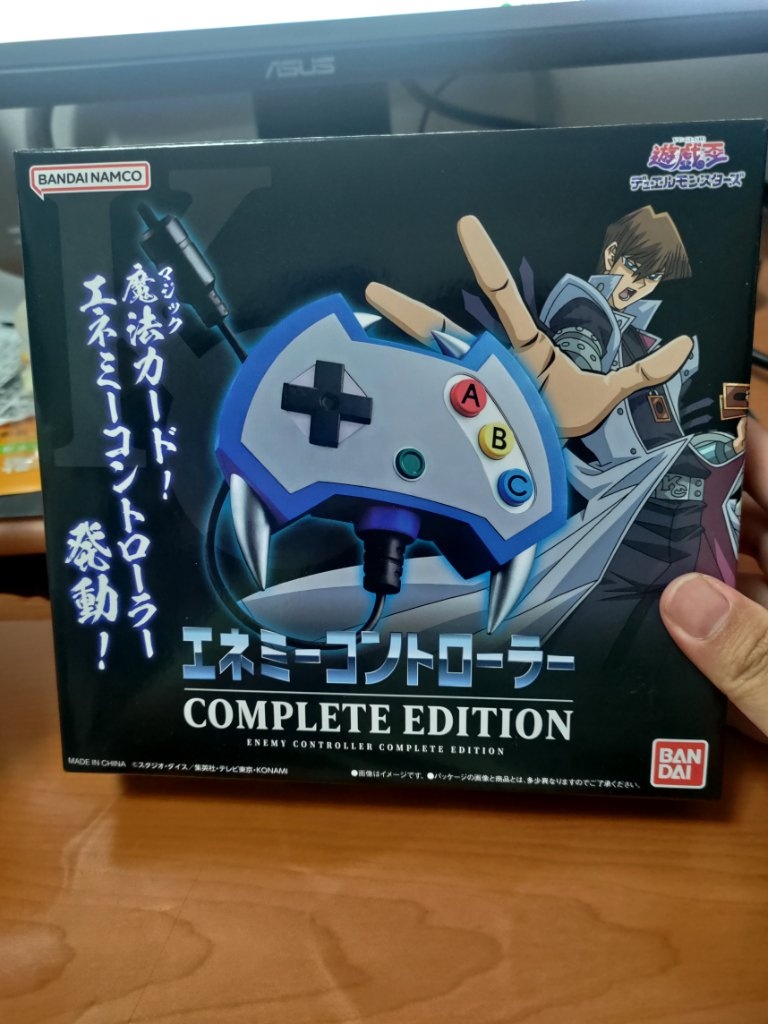 ASUS
BANDAI NAMCO
遊戯王
デュエルモンスターズ
マジック
魔法カード!
エネミーコントローラー
発動!
A
B
C
エネミーコントローラー
COMPLETE EDITION
ENEMY CONTROLLER COMPLETE EDITION
MADE IN CHINA ©スタジオ・ダイス/集英社・テレビ東京・KONAMI
●画像はイメージです。●パッケージの画像と商品とは、多少異なりますのでご了承ください。
BAN
DAI
KC